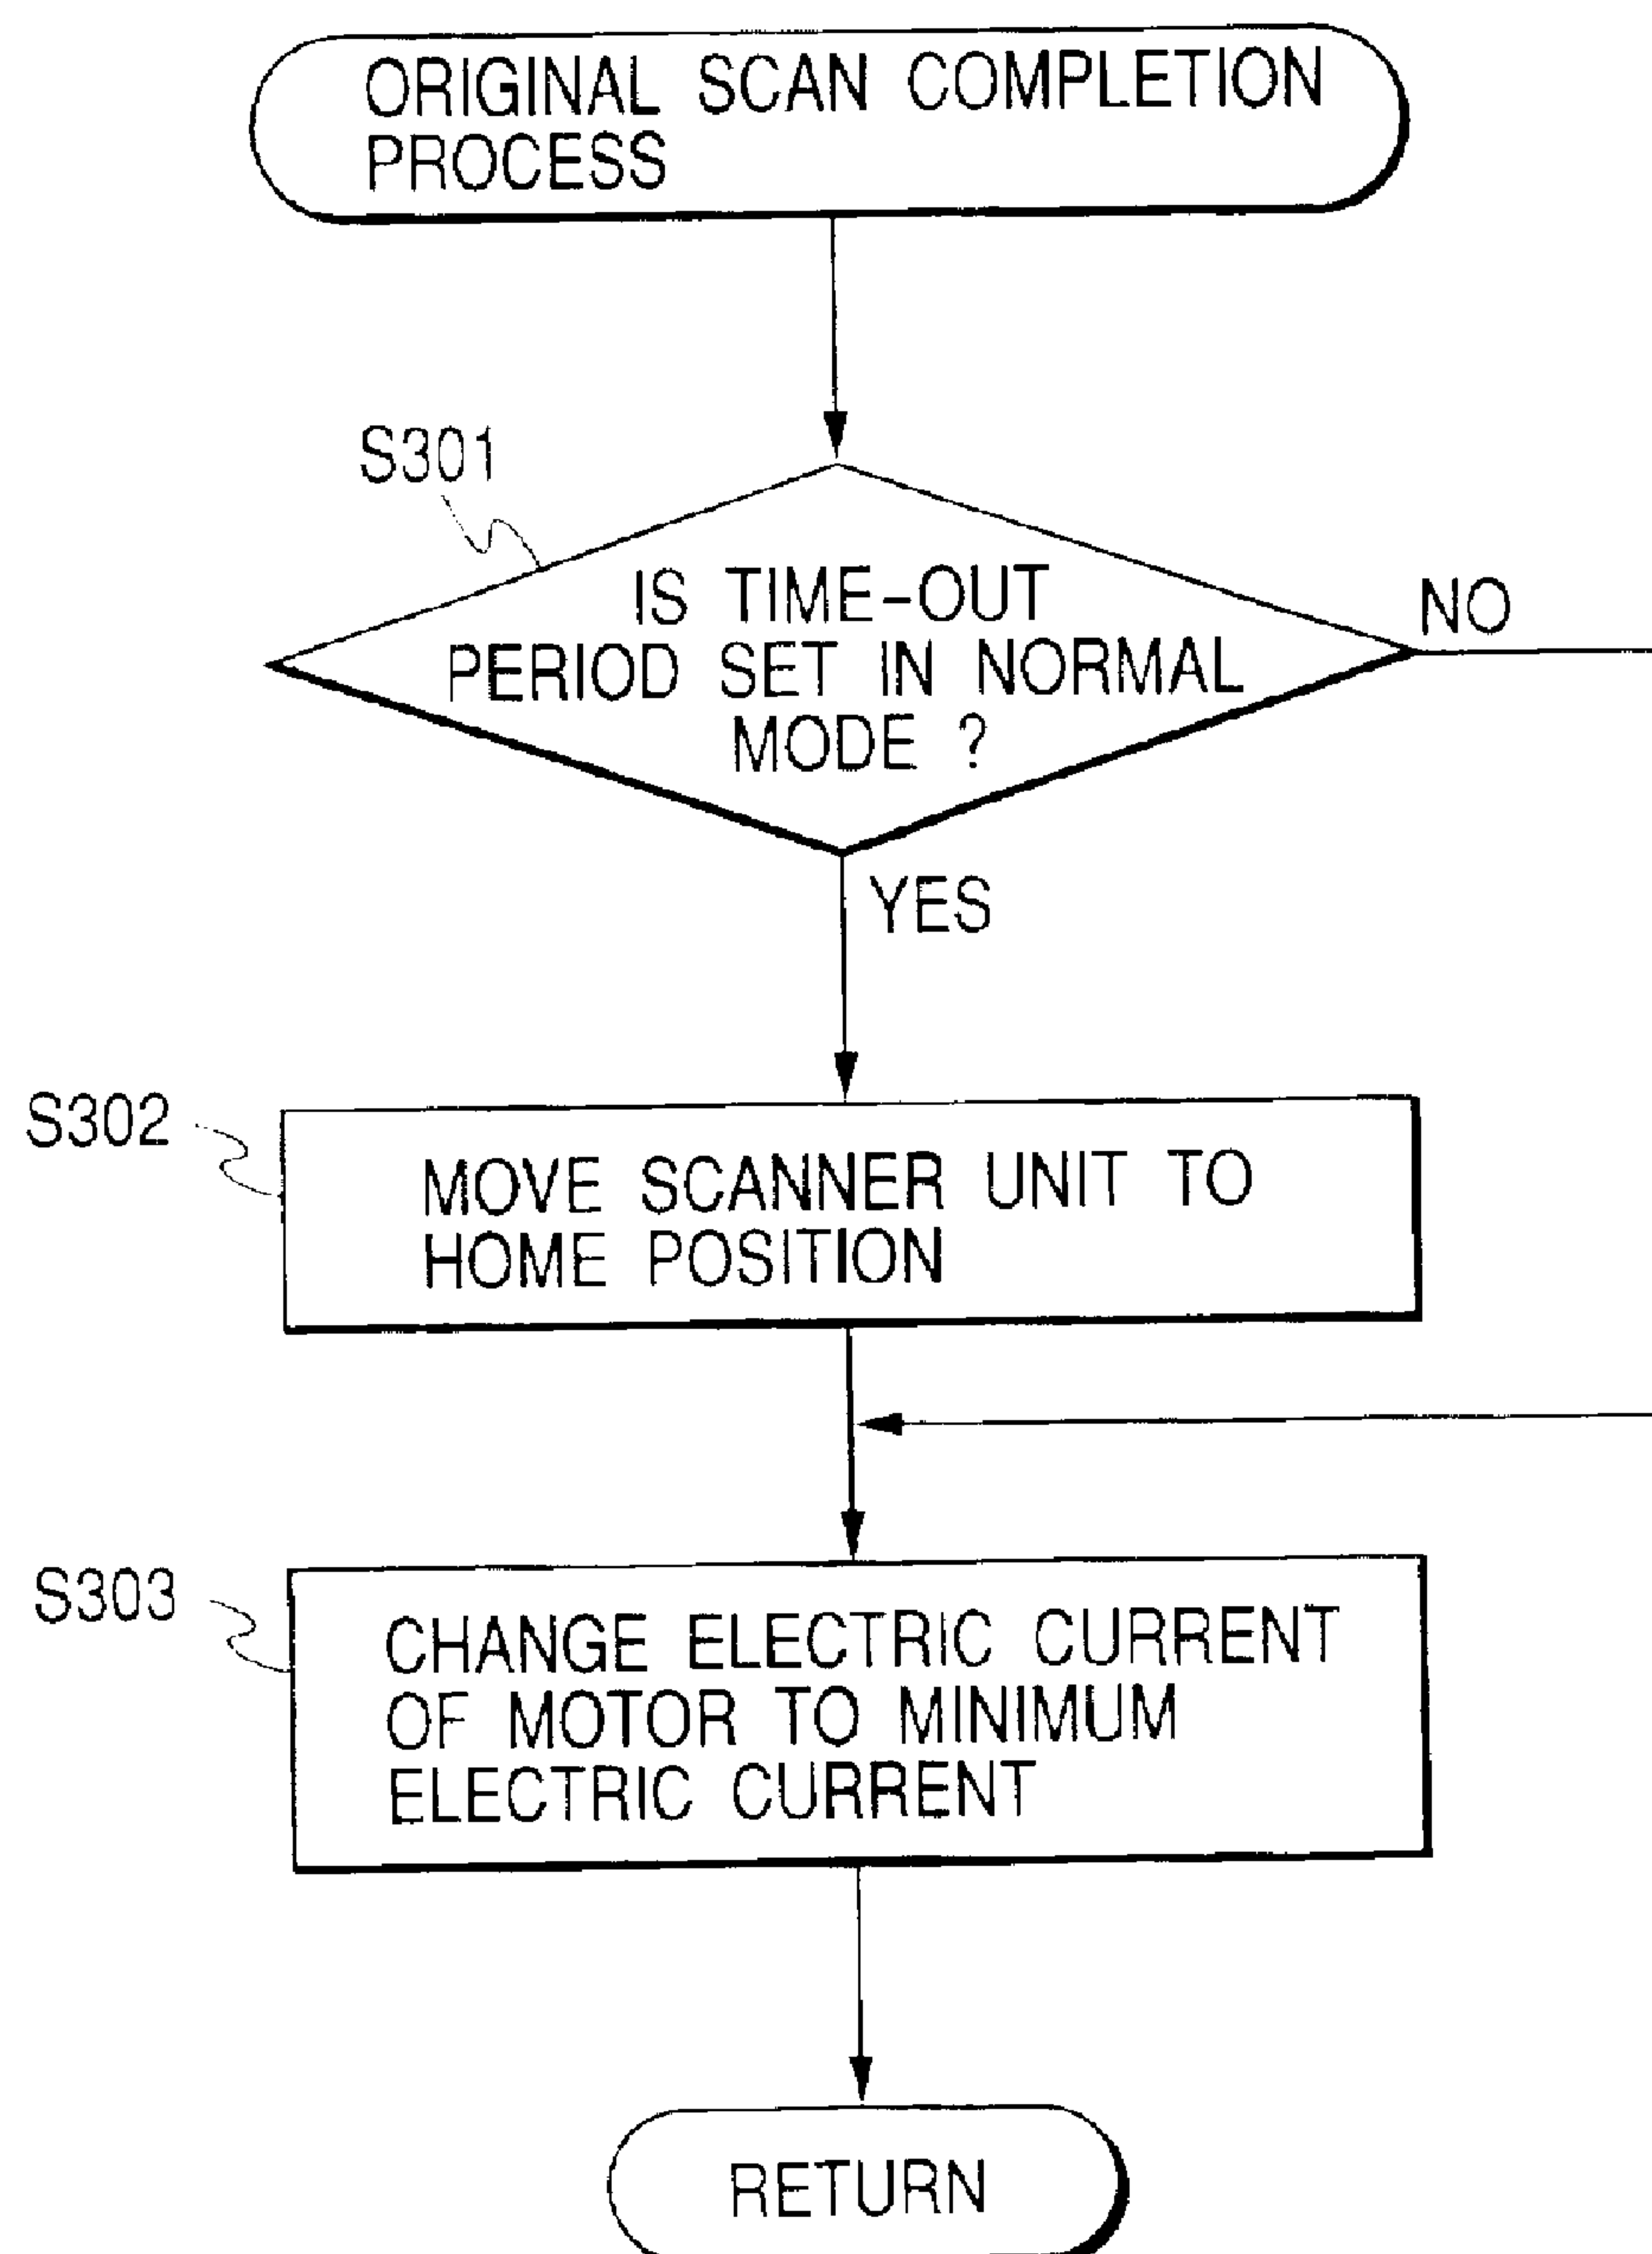 ORIGINAL SCAN COMPLETION
PROCESS
S301
IS TIME-OUT
PERIOD SET IN NORMAL
MODE ?
NO
YES
S302
MOVE SCANNER UNIT TO
HOME POSITION
S303
CHANGE ELECTRIC CURRENT
OF MOTOR TO MINIMUM
ELECTRIC CURRENT
RETURN